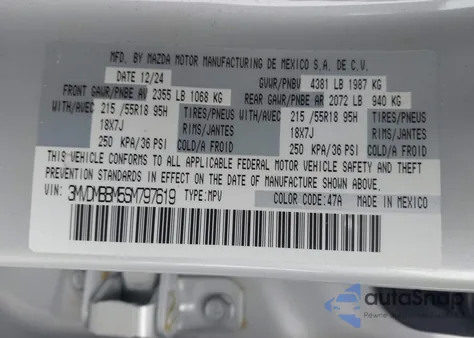 MFD. BY MAZDA MOTOR MANUFACTURING DE MEXICO S.A. DE C.V.
DATE 12/24 GVWR/PNBV 4381 LB 1987 KG
FRONT GAWR/PNBE AV 2355 LB 1068 KG REAR GAWR/PNBE AR 2072 LB 940 KG
WITH/AVEC 215 /55R18 95H TIRES/PNEUS WITH/AVEC 215 /55R18 95H TIRES/PNEUS
18X7J RIMS/JANTES 18X7J RIMS/JANTES
250 KPA/36 PSI COLD/A FROID 250 KPA/36 PSI COLD/A FROID
THIS VEHICLE CONFORMS TO ALL APPLICABLE FEDERAL MOTOR VEHICLE SAFETY AND THEFT
PREVENTION STANDARDS IN EFFECT ON THE DATE OF MANUFACTURE SHOWN ABOVE.
VIN: 3MVDMBBM5SM797619 TYPE: MPV COLOR CODE: 47A MADE IN MEXICO
autoSnap